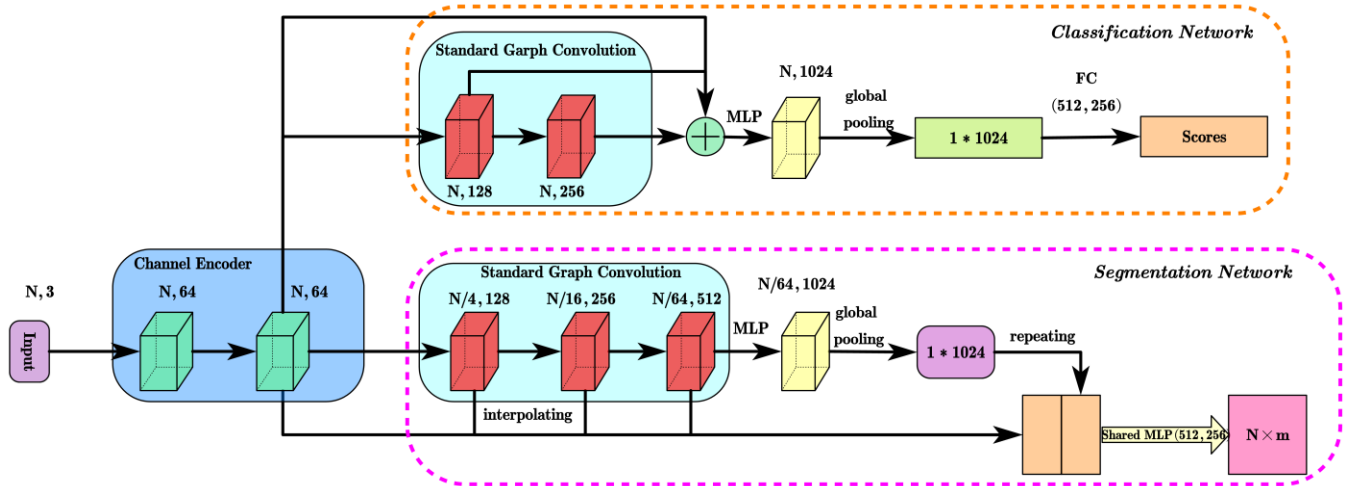 Classification Network
Standard Garph Convolution
N, 1024
FC
global
(512, 256)
MLP
pooling
1 * 1024
Scores
N, 128
N, 256
Channel Encoder
Standard Graph Convolution
Segmentation Network
N, 3
N, 64
N, 64
N/4, 128
N/16, 256
N/64, 512
N/64, 1024
MLP
global
pooling
Input
1 * 1024
repeating
interpolating
Shared MLP (512, 256
N × m